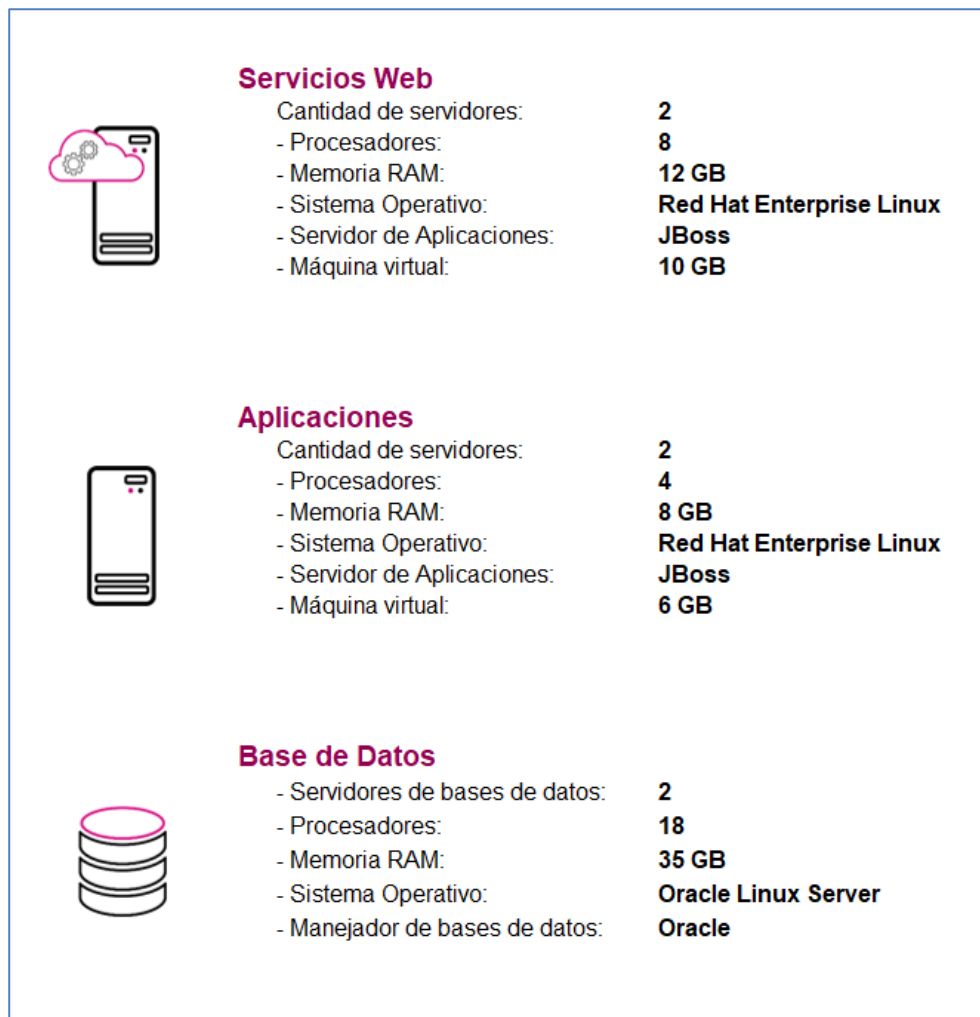 Servicios Web
Cantidad de servidores: 2
- Procesadores: 8
- Memoria RAM: 12 GB
- Sistema Operativo: Red Hat Enterprise Linux
- Servidor de Aplicaciones: JBoss
- Máquina virtual: 10 GB
Aplicaciones
Cantidad de servidores: 2
- Procesadores: 4
- Memoria RAM: 8 GB
- Sistema Operativo: Red Hat Enterprise Linux
- Servidor de Aplicaciones: JBoss
- Máquina virtual: 6 GB
Base de Datos
- Servidores de bases de datos: 2
- Procesadores: 18
- Memoria RAM: 35 GB
- Sistema Operativo: Oracle Linux Server
- Manejador de bases de datos: Oracle